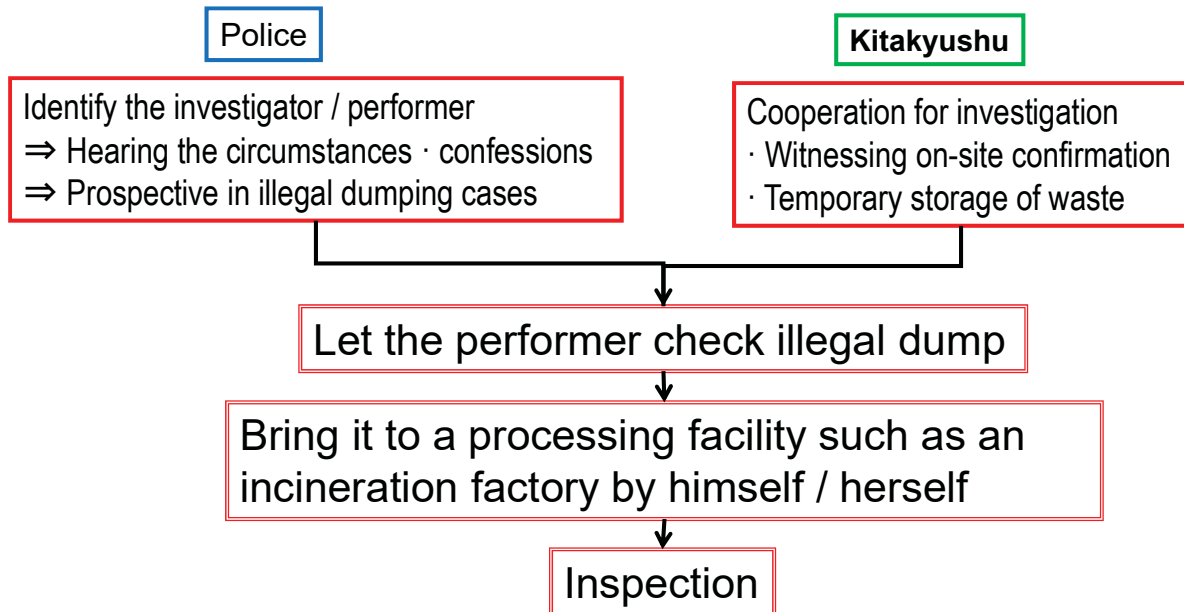 Police
Kitakyushu
Identify the investigator / performer
⇒ Hearing the circumstances · confessions
⇒ Prospective in illegal dumping cases
Cooperation for investigation
· Witnessing on-site confirmation
· Temporary storage of waste
Let the performer check illegal dump
Bring it to a processing facility such as an
incineration factory by himself / herself
Inspection